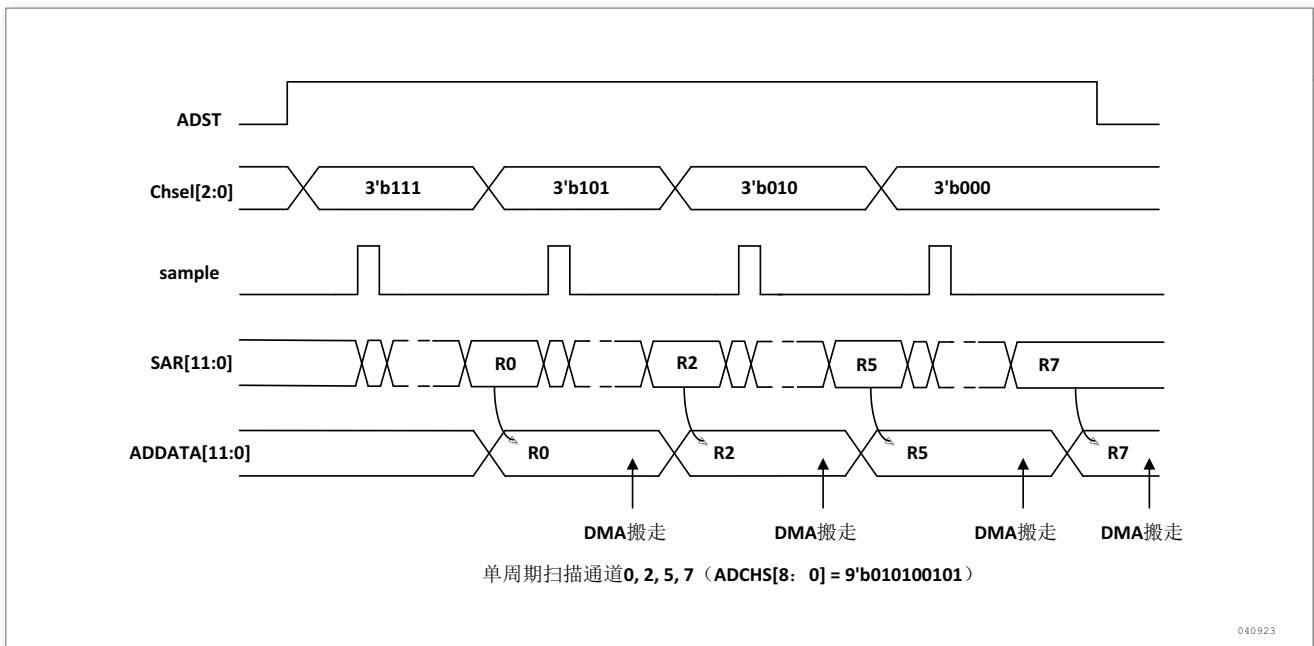 ADST
Chsel[2:0] 3'b111 3'b101 3'b010 3'b000
sample
SAR[11:0] R0 R2 R5 R7
ADDATA[11:0] R0 R2 R5 R7
DMA搬走 DMA搬走 DMA搬走 DMA搬走
单周期扫描通道0, 2, 5, 7（ADCHS[8：0] = 9'b010100101）
040923